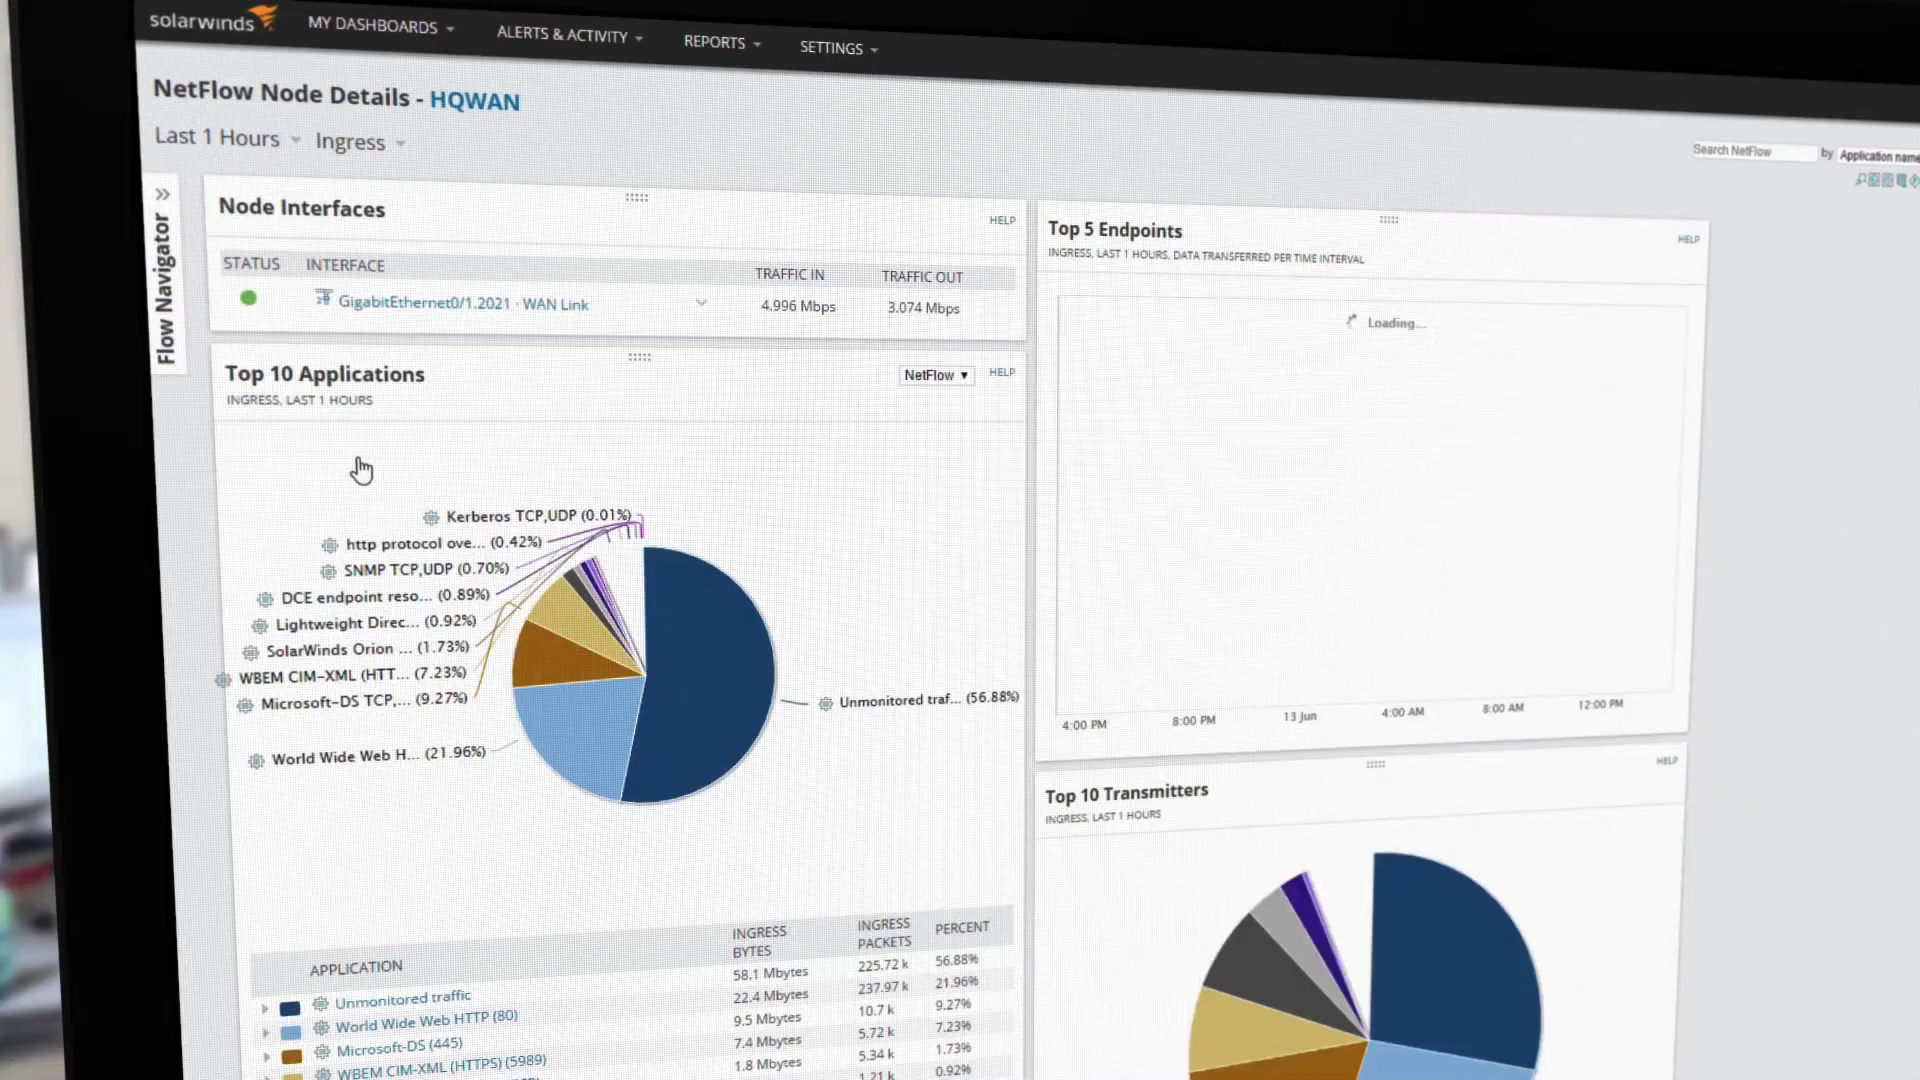 solarwinds MY DASHBOARDS ALERTS & ACTIVITY REPORTS SETTINGS
NetFlow Node Details - HQWAN
Last 1 Hours Ingress
Search NetFlow by Application name
Flow Navigator
Node Interfaces HELP
STATUS INTERFACE TRAFFIC IN TRAFFIC OUT
GigabitEthernet0/1.2021 · WAN Link 4.996 Mbps 3.074 Mbps
Top 10 Applications NetFlow HELP
INGRESS, LAST 1 HOURS
Kerberos TCP,UDP (0.01%)
http protocol ove... (0.42%)
SNMP TCP,UDP (0.70%)
DCE endpoint reso... (0.89%)
Lightweight Direc... (0.92%)
SolarWinds Orion ... (1.73%)
WBEM CIM-XML (HTT... (7.23%)
Microsoft-DS TCP,... (9.27%)
Unmonitored traf... (56.88%)
World Wide Web H... (21.96%)
APPLICATION INGRESS BYTES INGRESS PACKETS PERCENT
Unmonitored traffic 58.1 Mbytes 225.72 k 56.88%
World Wide Web HTTP (80) 22.4 Mbytes 237.97 k 21.96%
Microsoft-DS (445) 9.5 Mbytes 10.7 k 9.27%
WBEM CIM-XML (HTTPS) (5989) 7.4 Mbytes 5.72 k 7.23%
1.8 Mbytes 5.34 k 1.73%
1.21 k 0.92%
Top 5 Endpoints HELP
INGRESS, LAST 1 HOURS, DATA TRANSFERRED PER TIME INTERVAL
Loading...
4:00 PM 8:00 PM 13 Jun 4:00 AM 8:00 AM 12:00 PM
Top 10 Transmitters HELP
INGRESS, LAST 1 HOURS